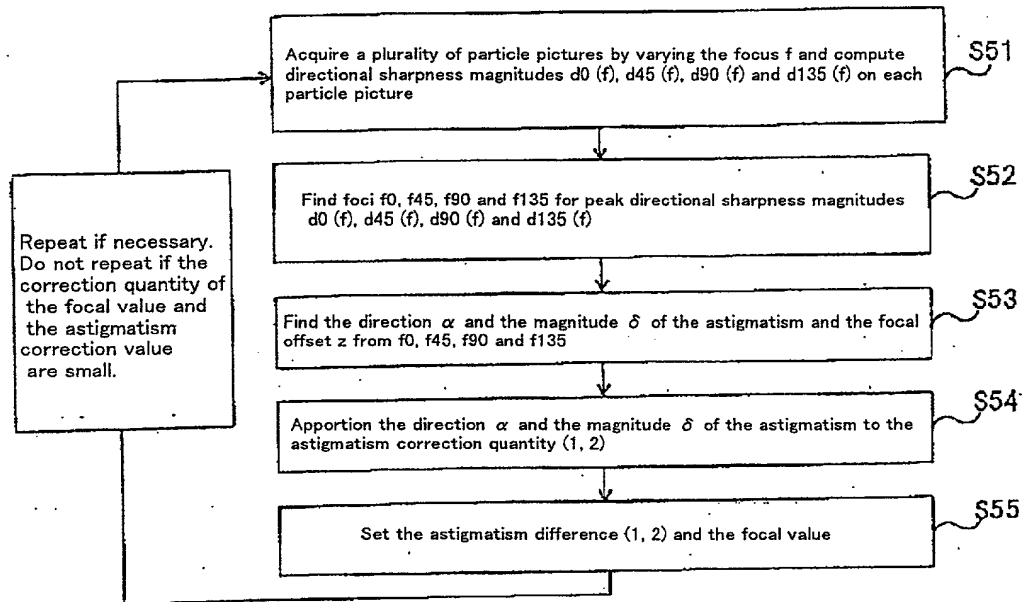 Acquire a plurality of particle pictures by varying the focus f and compute
directional sharpness magnitudes d0 (f), d45 (f), d90 (f) and d135 (f) on each
particle picture
S51
Find foci f0, f45, f90 and f135 for peak directional sharpness magnitudes
d0 (f), d45 (f), d90 (f) and d135 (f)
S52
Repeat if necessary.
Do not repeat if the
correction quantity of
the focal value and
the astigmatism
correction value
are small.
Find the direction α and the magnitude δ of the astigmatism and the focal
offset z from f0, f45, f90 and f135
S53
Apportion the direction α and the magnitude δ of the astigmatism to the
astigmatism correction quantity (1, 2)
S54
Set the astigmatism difference (1, 2) and the focal value
S55